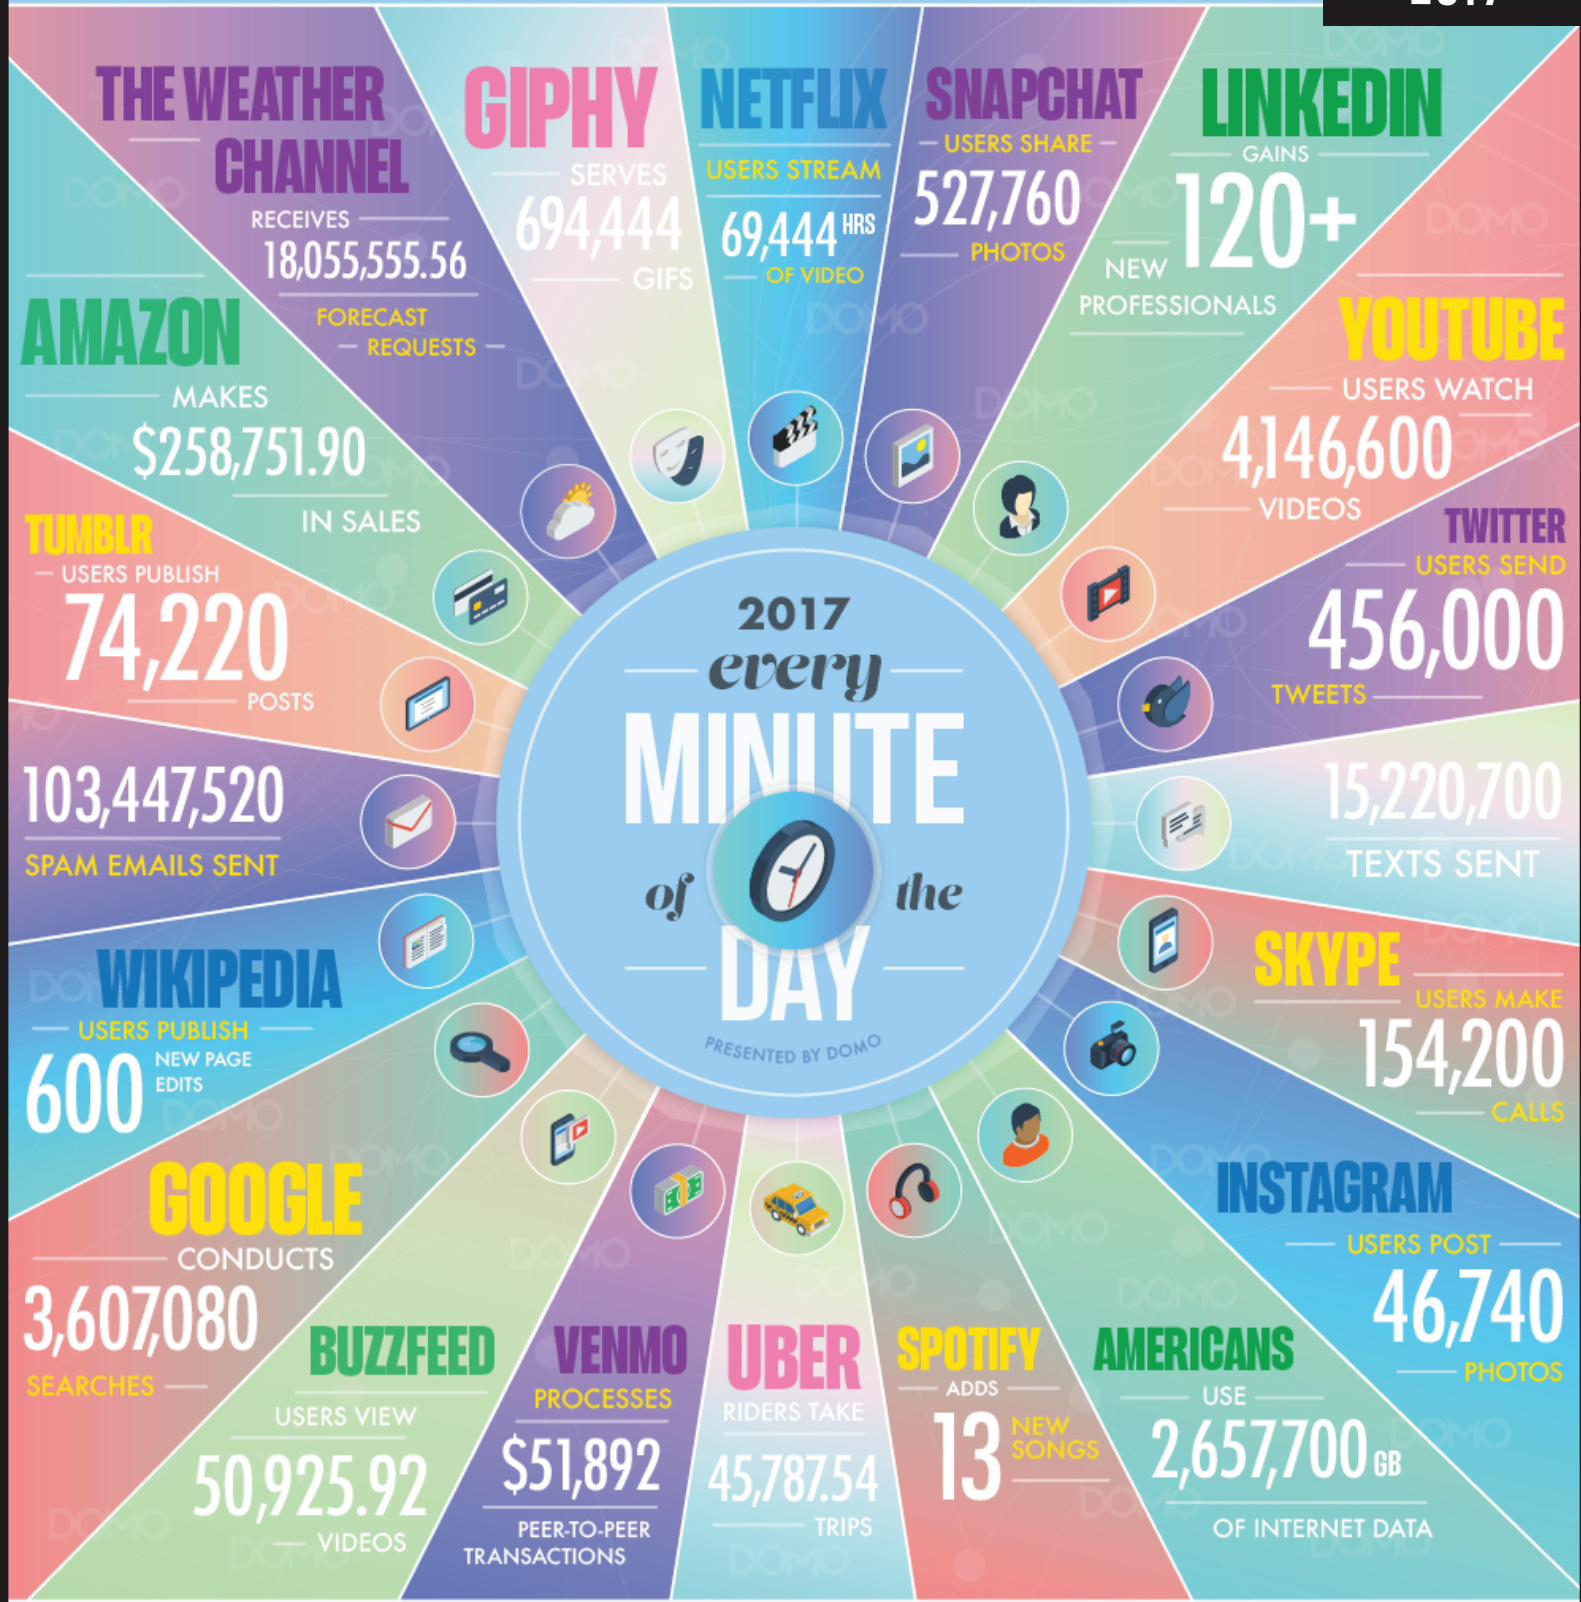 THE WEATHER
CHANNEL
RECEIVES
18,055,555.56
FORECAST
REQUESTS
GIPHY
SERVES
694,444
GIFS
NETFLIX
USERS STREAM
69,444 HRS
OF VIDEO
SNAPCHAT
USERS SHARE
527,760
PHOTOS
LINKEDIN
GAINS
120+
NEW
PROFESSIONALS
YOUTUBE
USERS WATCH
4,146,600
VIDEOS
TWITTER
USERS SEND
456,000
TWEETS
15,220,700
TEXTS SENT
SKYPE
USERS MAKE
154,200
CALLS
INSTAGRAM
USERS POST
46,740
PHOTOS
AMERICANS
USE
2,657,700 GB
OF INTERNET DATA
SPOTIFY
ADDS
13 NEW
SONGS
UBER
RIDERS TAKE
45,787.54
TRIPS
VENMO
PROCESSES
$51,892
PEER-TO-PEER
TRANSACTIONS
BUZZFEED
USERS VIEW
50,925.92
VIDEOS
GOOGLE
CONDUCTS
3,607,080
SEARCHES
WIKIPEDIA
USERS PUBLISH
600 NEW PAGE
EDITS
103,447,520
SPAM EMAILS SENT
TUMBLR
USERS PUBLISH
74,220
POSTS
AMAZON
MAKES
$258,751.90
IN SALES
2017
every
MINUTE
of the
DAY
PRESENTED BY DOMO